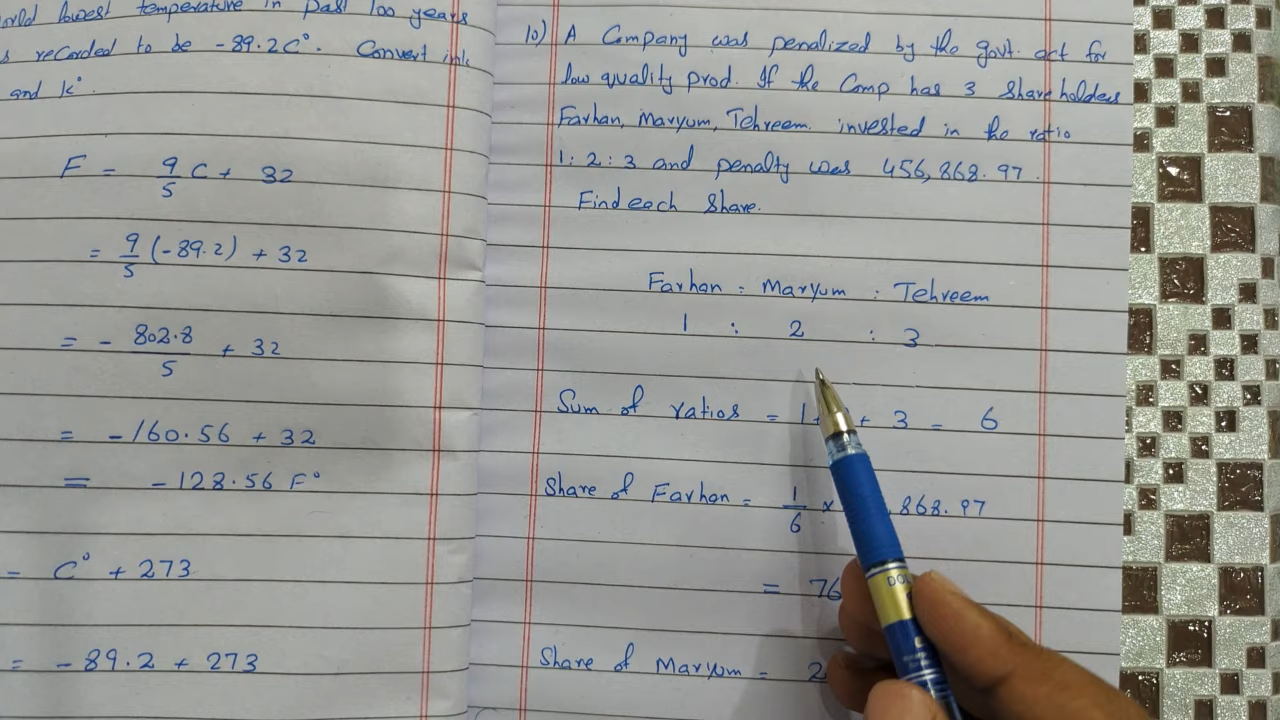 lowest temperature in past 100 years
recorded to be -89.2C°. Convert
and K°.
F = 9/5 C + 32
= 9/5 (-89.2) + 32
= - 802.8/5 + 32
= -160.56 + 32
= -128.56 F°
= C° + 273
= -89.2 + 273
10) A Company was penalized by the govt. act for
low quality prod. If the Comp has 3 Shareholders
Farhan, Maryum, Tehreem. invested in the ratio
1 : 2 : 3 and penalty was 456,868.97.
Find each Share.
Farhan : Maryum : Tehreem
1 : 2 : 3
Sum of ratios = 1+ + 3 = 6
Share of Farhan = 1/6 × ,868.97
= 76
Share of Maryum = 2
DOL